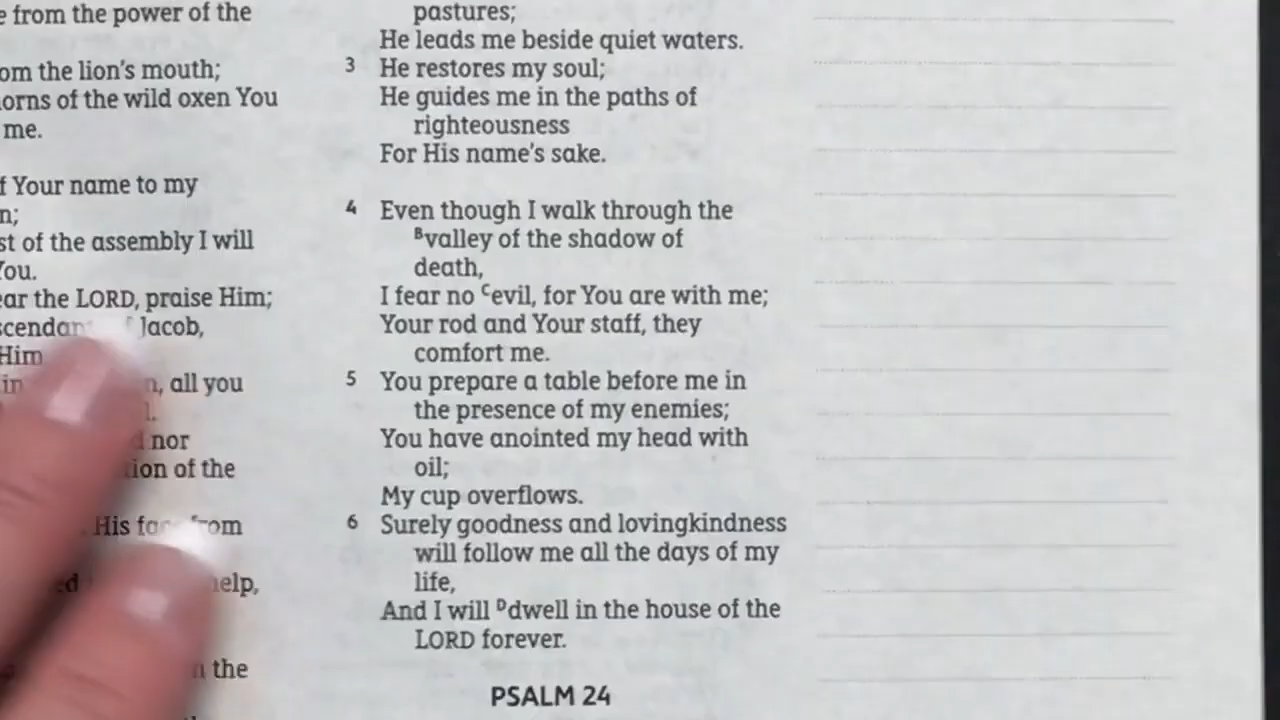 from the power of the
the lion's mouth;
of the wild oxen You
me.
Your name to my
of the assembly I will
You.
the LORD, praise Him;
Jacob,
Him
all you
nor
of the
His from
help,
the
pastures;
He leads me beside quiet waters.
3 He restores my soul;
He guides me in the paths of
righteousness
For His name's sake.
4 Even though I walk through the
ᴮvalley of the shadow of
death,
I fear no ᶜevil, for You are with me;
Your rod and Your staff, they
comfort me.
5 You prepare a table before me in
the presence of my enemies;
You have anointed my head with
oil;
My cup overflows.
6 Surely goodness and lovingkindness
will follow me all the days of my
life,
And I will ᴰdwell in the house of the
LORD forever.
PSALM 24